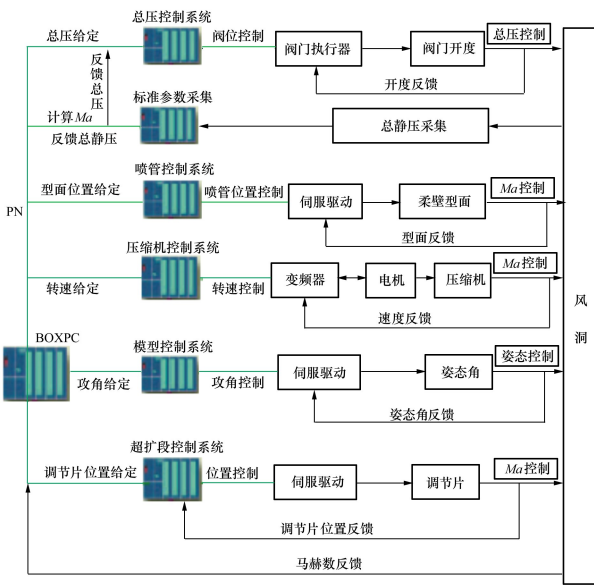 总压控制系统
总压给定
阀位控制
阀门执行器
阀门开度
总压控制
开度反馈
反馈总压
标准参数采集
计算Ma
反馈总静压
总静压采集
喷管控制系统
型面位置给定
喷管位置控制
伺服驱动
柔壁型面
Ma控制
型面反馈
PN
压缩机控制系统
转速给定
转速控制
变频器
电机
压缩机
Ma控制
速度反馈
风洞
BOXPC
模型控制系统
攻角给定
攻角控制
伺服驱动
姿态角
姿态控制
姿态角反馈
超扩段控制系统
调节片位置给定
位置控制
伺服驱动
调节片
Ma控制
调节片位置反馈
马赫数反馈